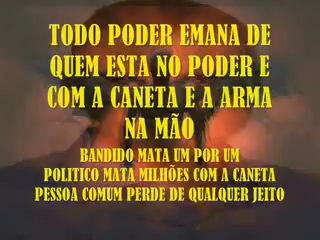 TODO PODER EMANA DE
QUEM ESTA NO PODER E
COM A CANETA E A ARMA
NA MÃO
BANDIDO MATA UM POR UM
POLITICO MATA MILHÕES COM A CANETA
PESSOA COMUM PERDE DE QUALQUER JEITO